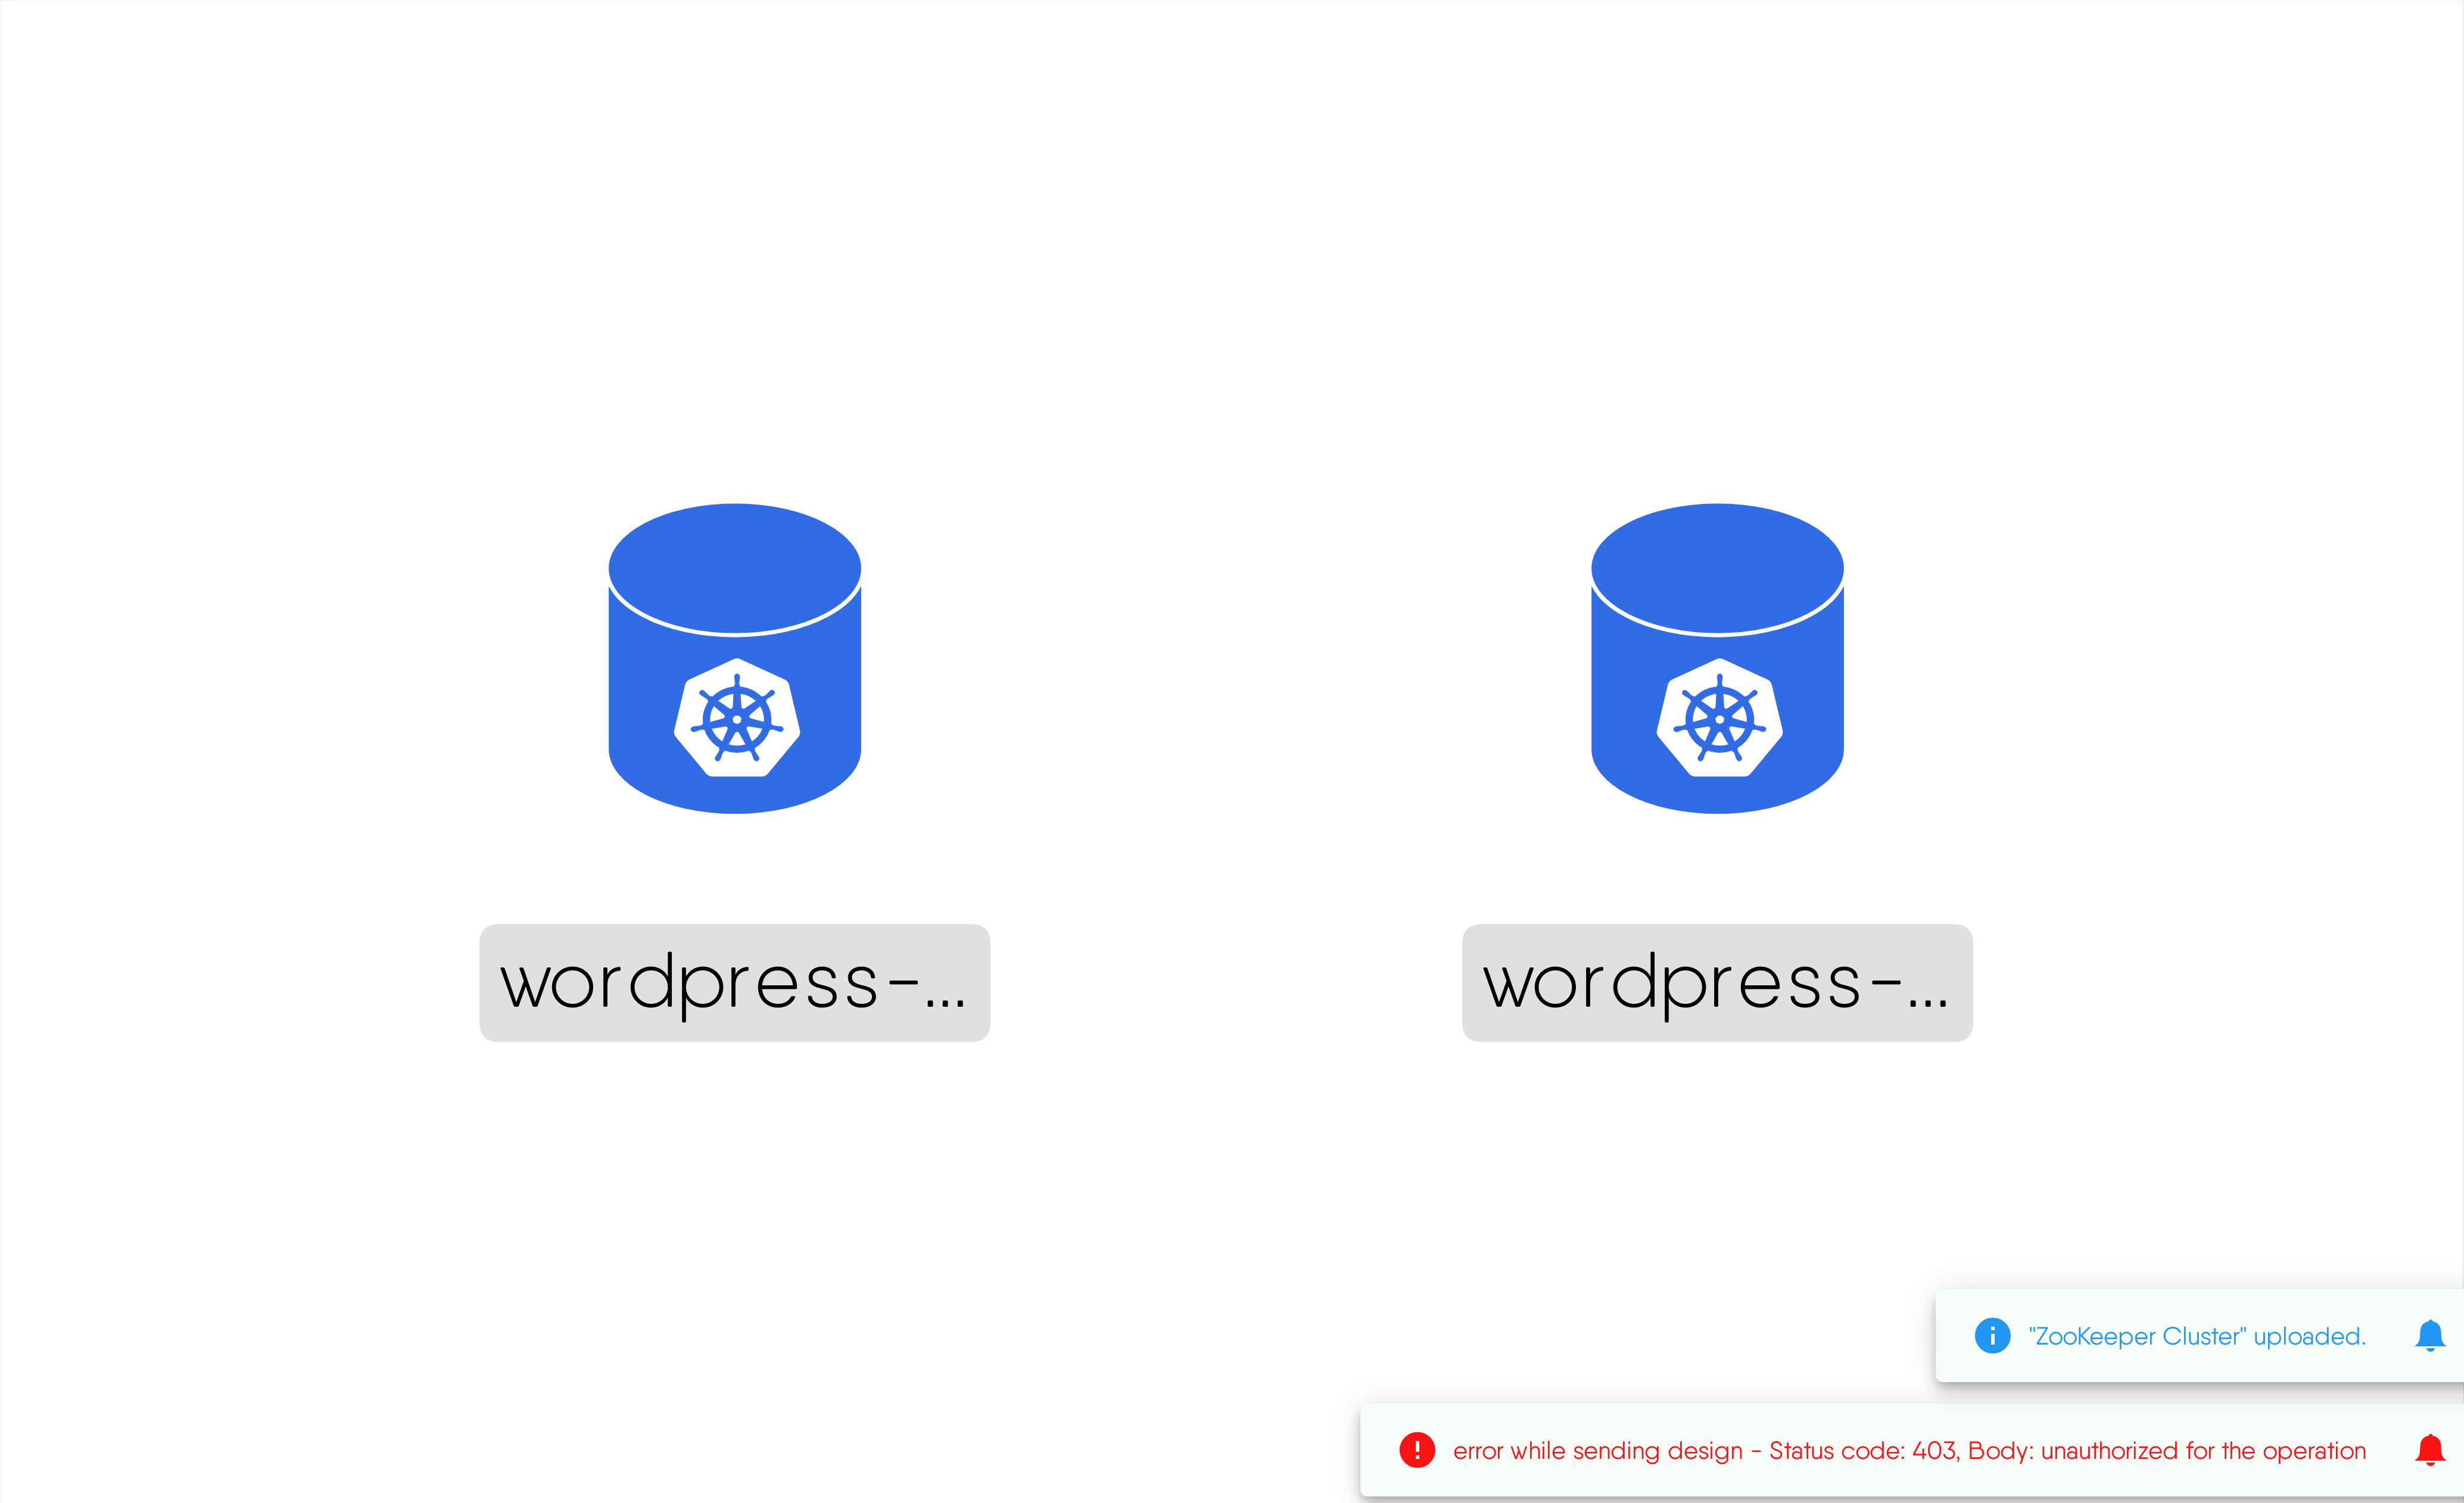 wordpress-...
wordpress-...
"ZooKeeper Cluster" uploaded.
error while sending design - Status code: 403, Body: unauthorized for the operation